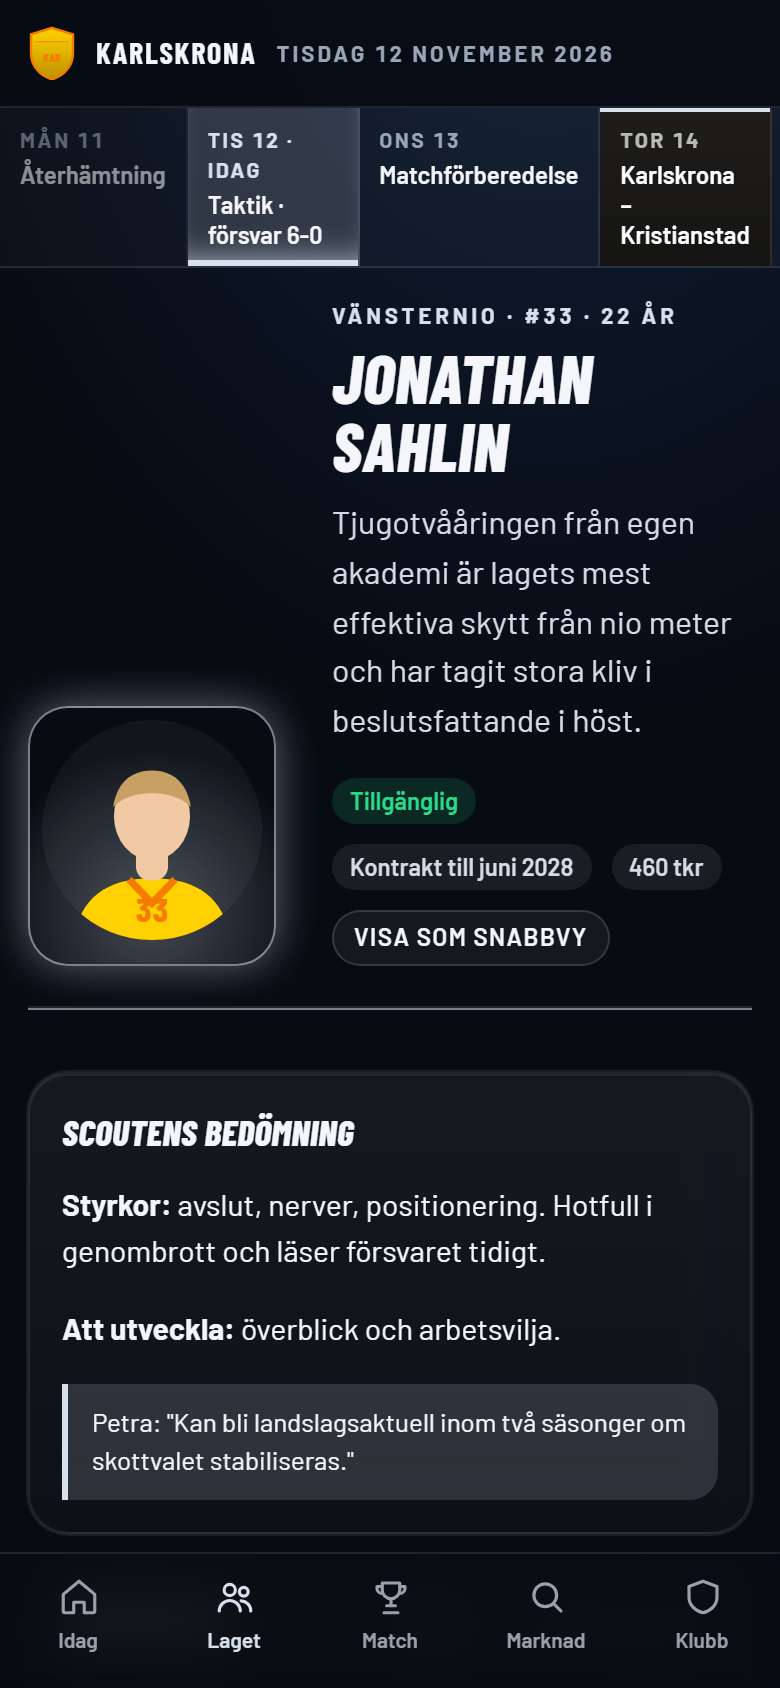 KAR
KARLSKRONA TISDAG 12 NOVEMBER 2026
MÅN 11
Återhämtning
TIS 12 ·
IDAG
Taktik ·
försvar 6-0
ONS 13
Matchförberedelse
TOR 14
Karlskrona
–
Kristianstad
VÄNSTERNIO · #33 · 22 ÅR
JONATHAN
SAHLIN
Tjugotvååringen från egen
akademi är lagets mest
effektiva skytt från nio meter
och har tagit stora kliv i
beslutsfattande i höst.
33
Tillgänglig
Kontrakt till juni 2028
460 tkr
VISA SOM SNABBVY
SCOUTENS BEDÖMNING
Styrkor: avslut, nerver, positionering. Hotfull i
genombrott och läser försvaret tidigt.
Att utveckla: överblick och arbetsvilja.
Petra: "Kan bli landslagsaktuell inom två säsonger om
skottvalet stabiliseras."
Idag
Laget
Match
Marknad
Klubb